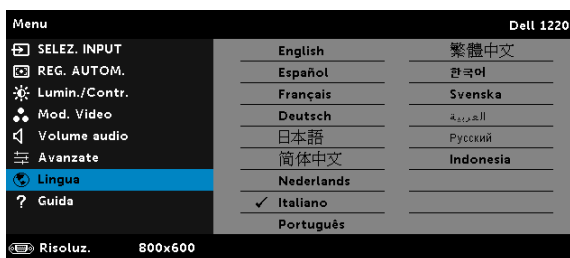 Menu Dell 1220
SELEZ. INPUT
REG. AUTOM.
Lumin./Contr.
Mod. Video
Volume audio
Avanzate
Lingua
Guida
English
Español
Français
Deutsch
日本語
简体中文
Nederlands
Italiano
Português
繁體中文
한국어
Svenska
العربية
Русский
Indonesia
Risoluz. 800x600